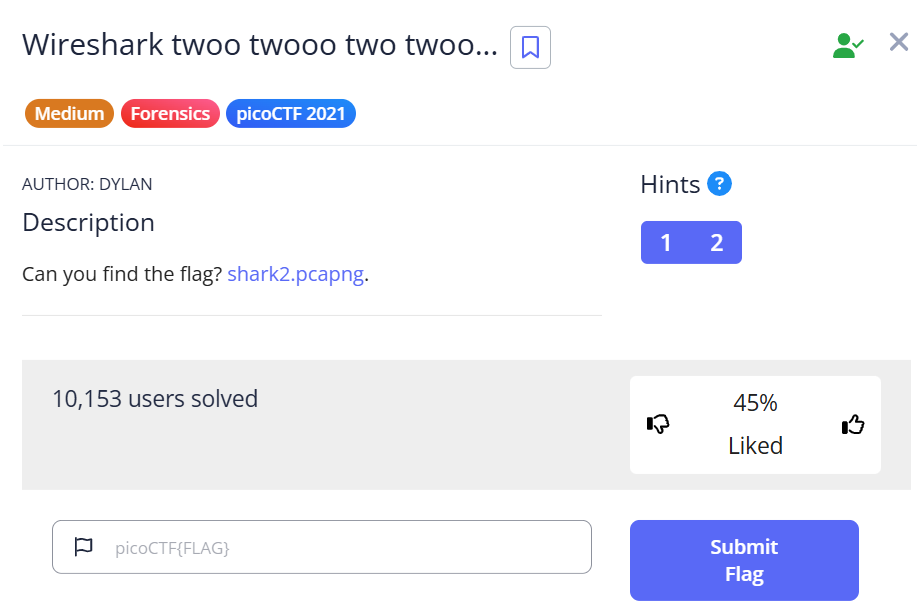 Wireshark twoo twooo two twoo...
Medium Forensics picoCTF 2021
AUTHOR: DYLAN
Description
Can you find the flag? shark2.pcapng.
Hints ?
1 2
10,153 users solved
45%
Liked
picoCTF{FLAG}
Submit
Flag